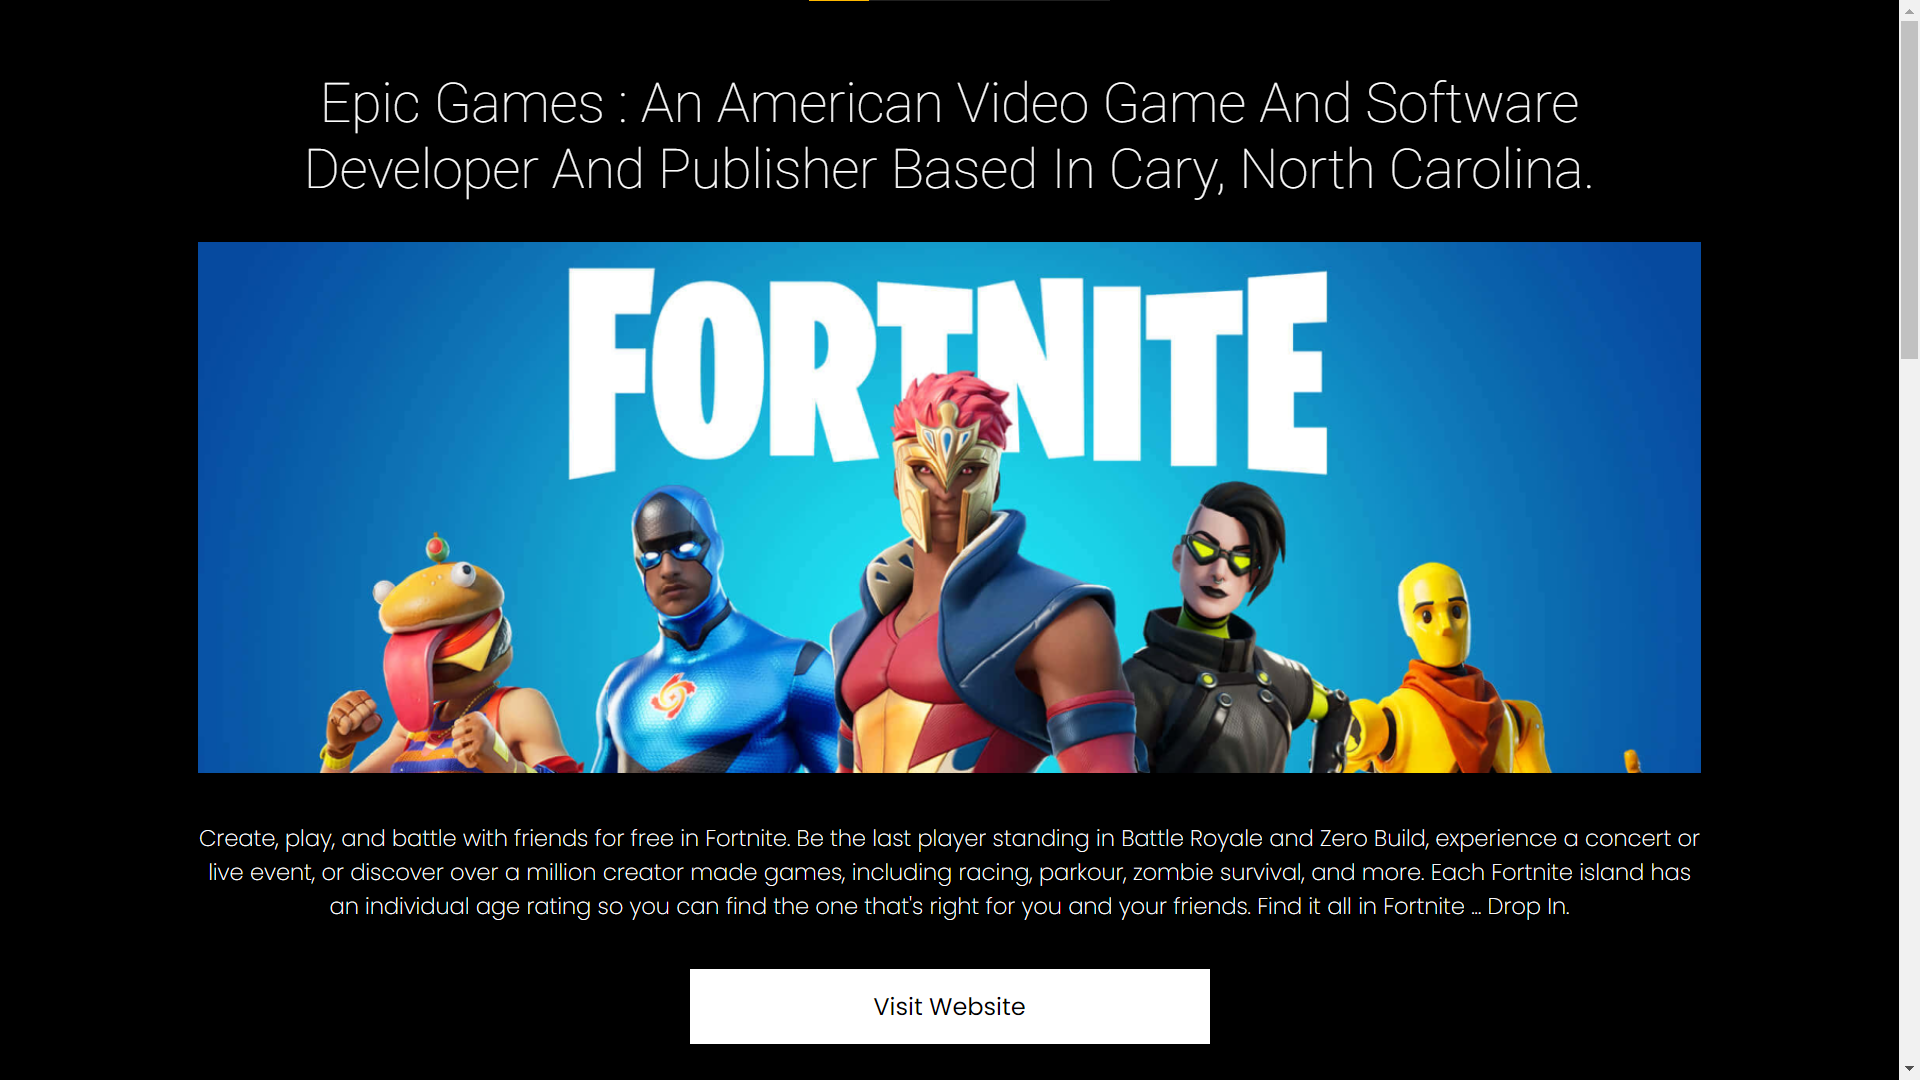 Epic Games : An American Video Game And Software
Developer And Publisher Based In Cary, North Carolina.
FORTNITE
Create, play, and battle with friends for free in Fortnite. Be the last player standing in Battle Royale and Zero Build, experience a concert or
live event, or discover over a million creator made games, including racing, parkour, zombie survival, and more. Each Fortnite island has
an individual age rating so you can find the one that's right for you and your friends. Find it all in Fortnite ... Drop In.
Visit Website